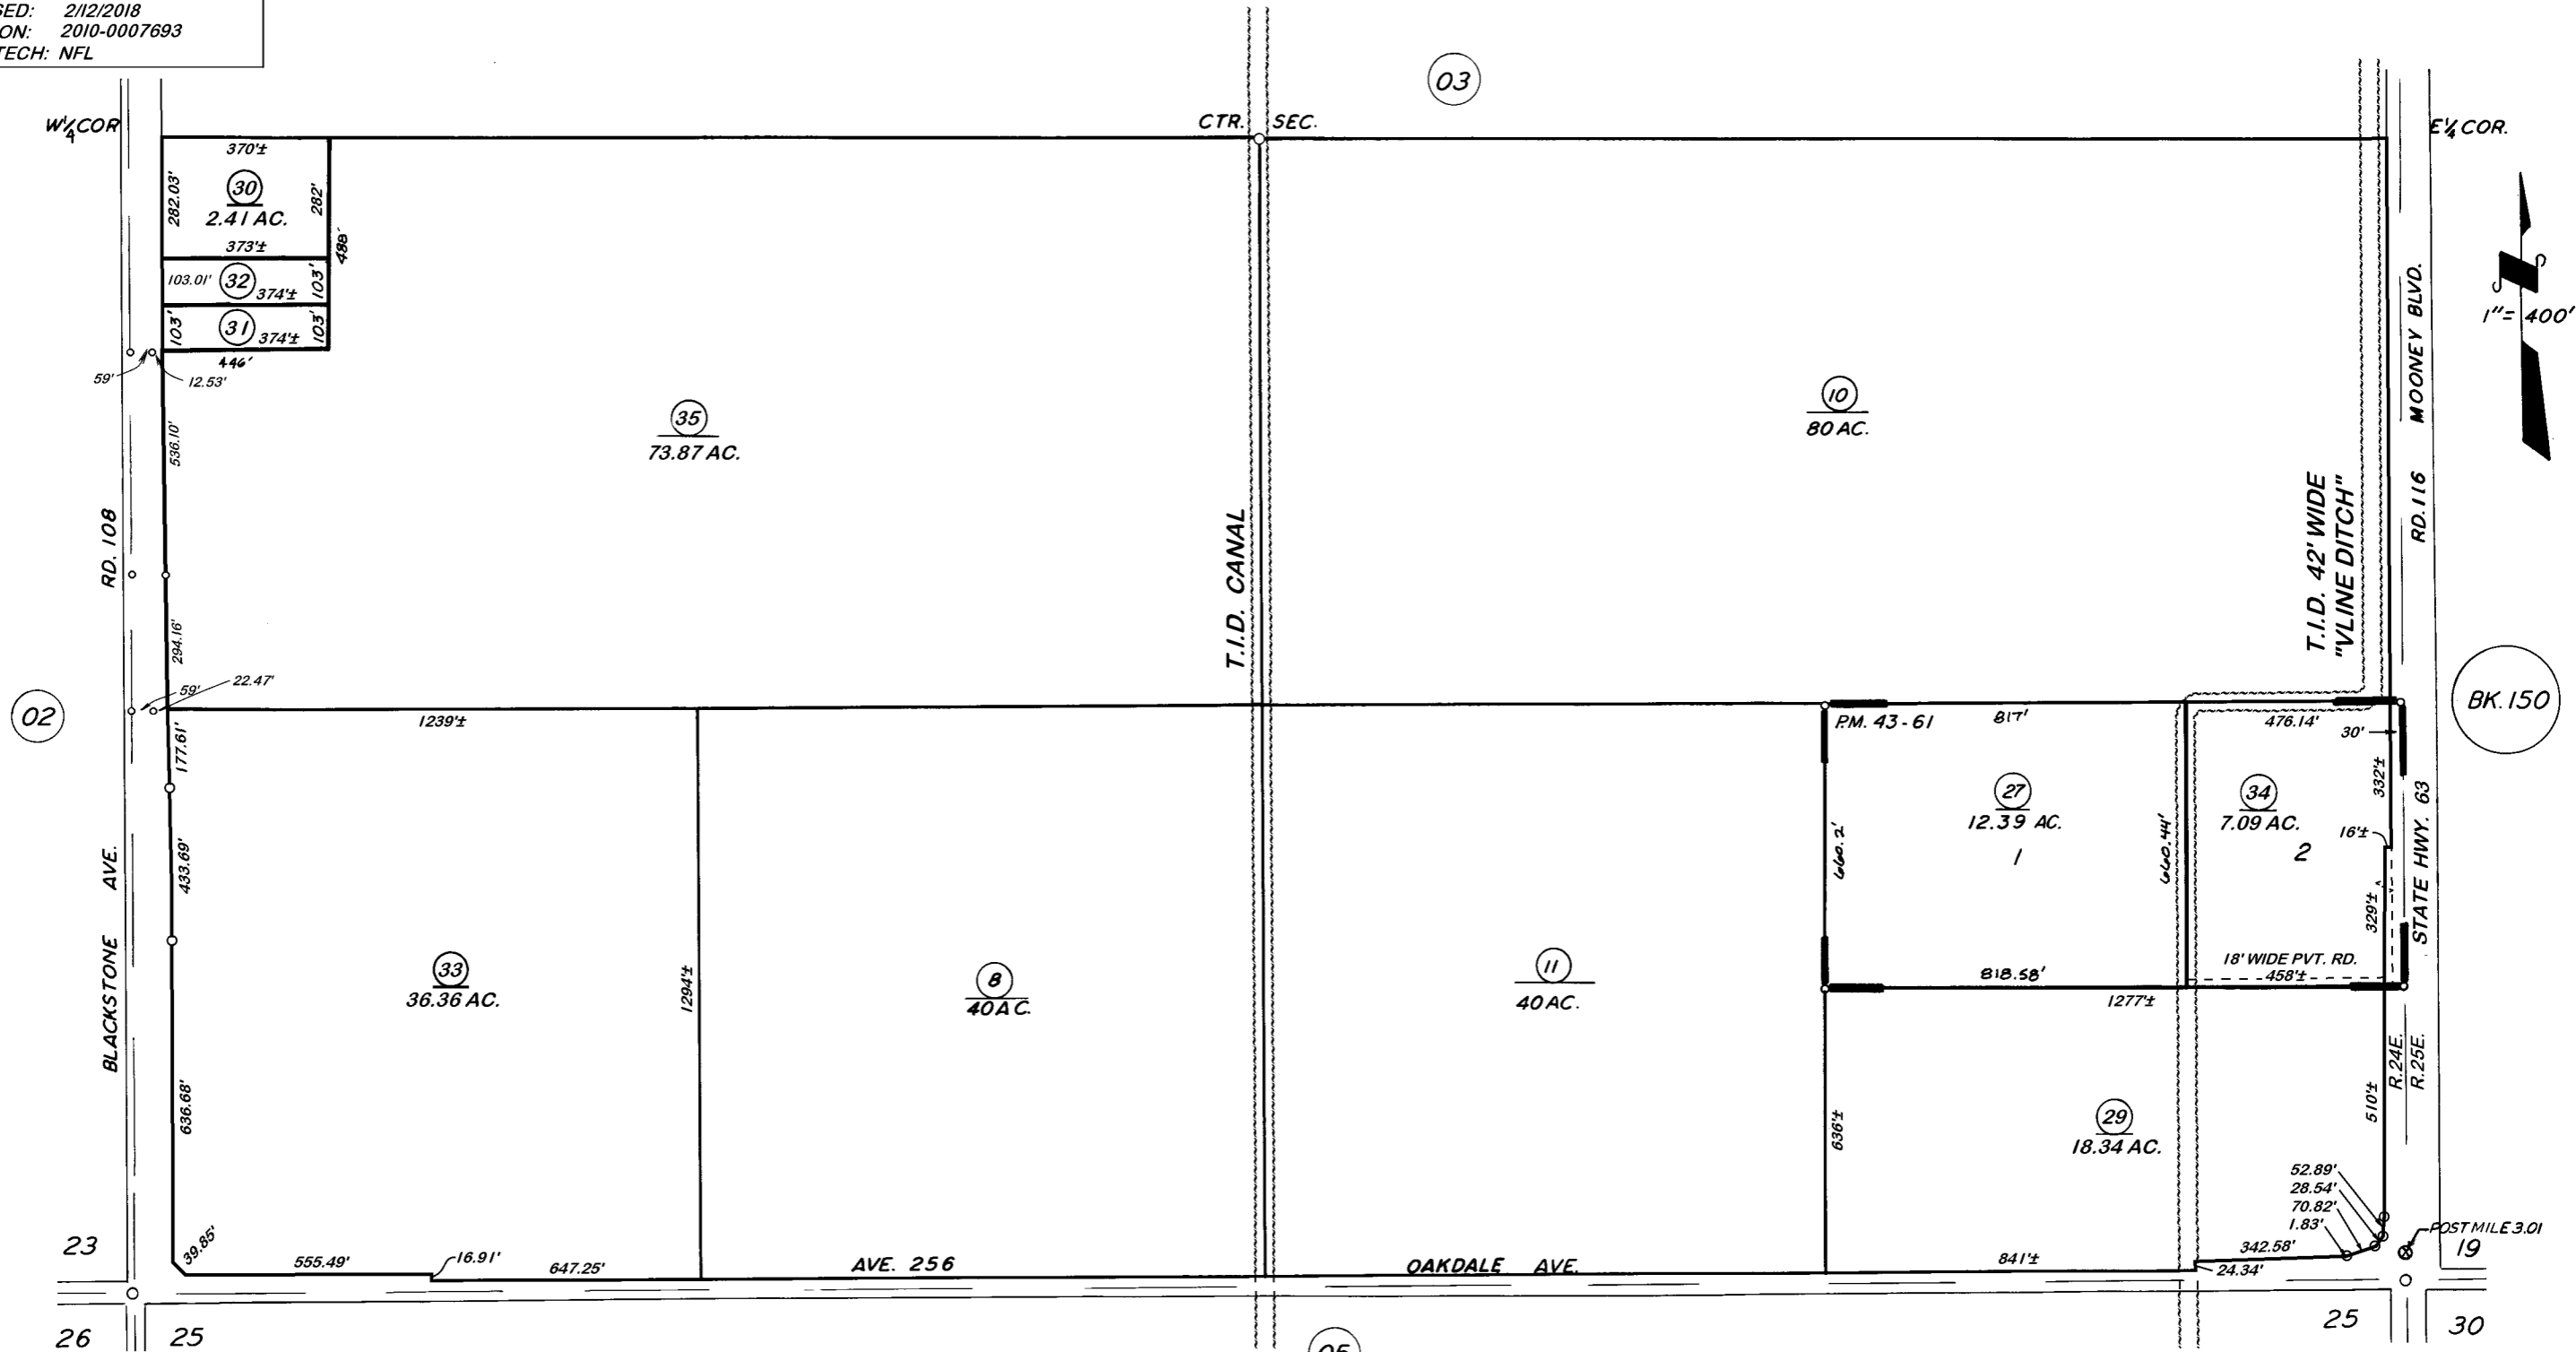 SED: 2/12/2018
ON: 2010-0007693
TECH: NFL
03
W'¼ COR
CTR. SEC.
E'¼ COR.
370'±
282.03'
30
2.41 AC.
282'
373'±
488'
103.01'
32
374'±
103'
103'
31
374'±
103'
446'
59'
12.53'
536.10'
RD. 108
294.16'
59'
22.47'
35
73.87 AC.
T.I.D. CANAL
10
80 AC.
T.I.D. 42' WIDE
"VLINE DITCH"
MOONEY BLVD.
RD. 116
1"= 400'
02
BK. 150
1239'±
177.61'
433.69'
BLACKSTONE AVE.
636.68'
33
36.36 AC.
1294'±
8
40 AC.
11
40 AC.
P.M. 43-61
817'
476.14'
30'
27
12.39 AC.
1
660.2'
660.44'
34
7.09 AC.
2
332'±
16'±
329'±
STATE HWY. 63
18' WIDE PVT. RD.
458'±
818.58'
1277'±
R.24E.
R.25E.
636'±
29
18.34 AC.
510'±
52.89'
28.54'
70.82'
1.83'
POST MILE 3.01
342.58'
24.34'
841'±
23
39.85'
555.49'
16.91'
647.25'
AVE. 256
OAKDALE AVE.
19
26
25
05
25
30